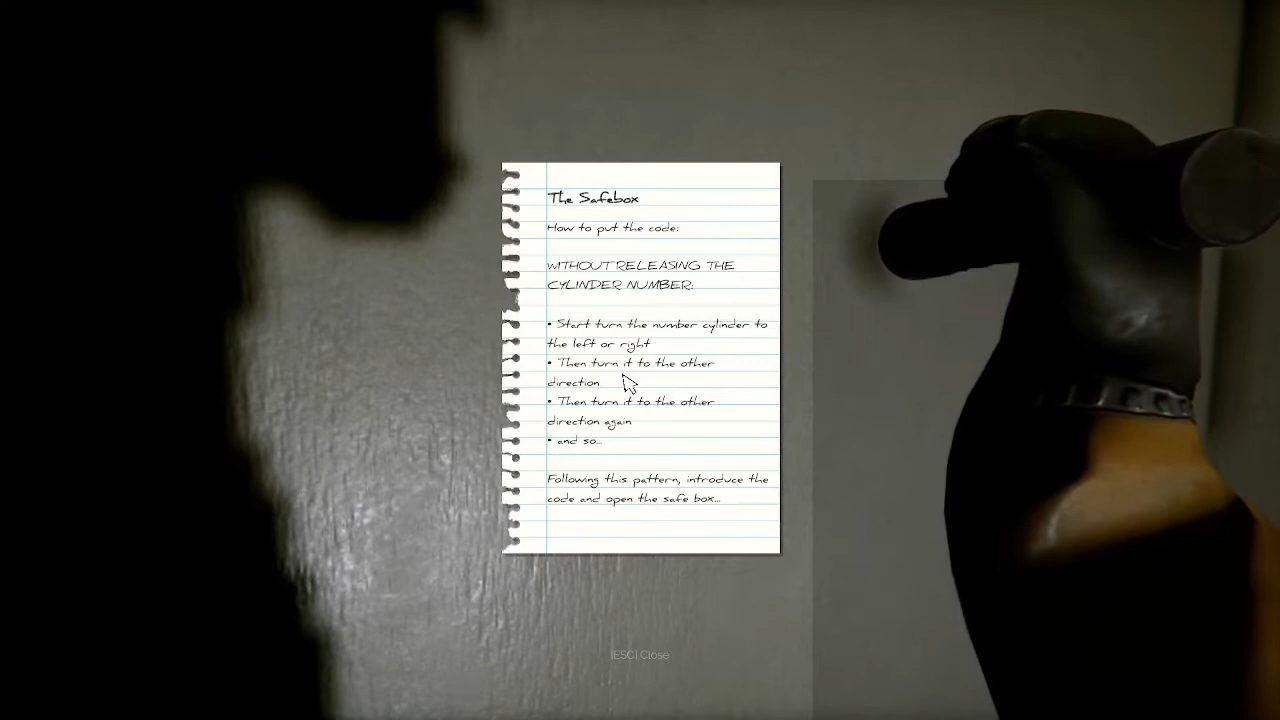 The Safebox
How to put the code:
WITHOUT RELEASING THE
CYLINDER NUMBER:
• Start turn the number cylinder to
the left or right
• Then turn it to the other
direction
• Then turn it to the other
direction again
• and so...
Following this pattern, introduce the
code and open the safe box...
[ESC] Close